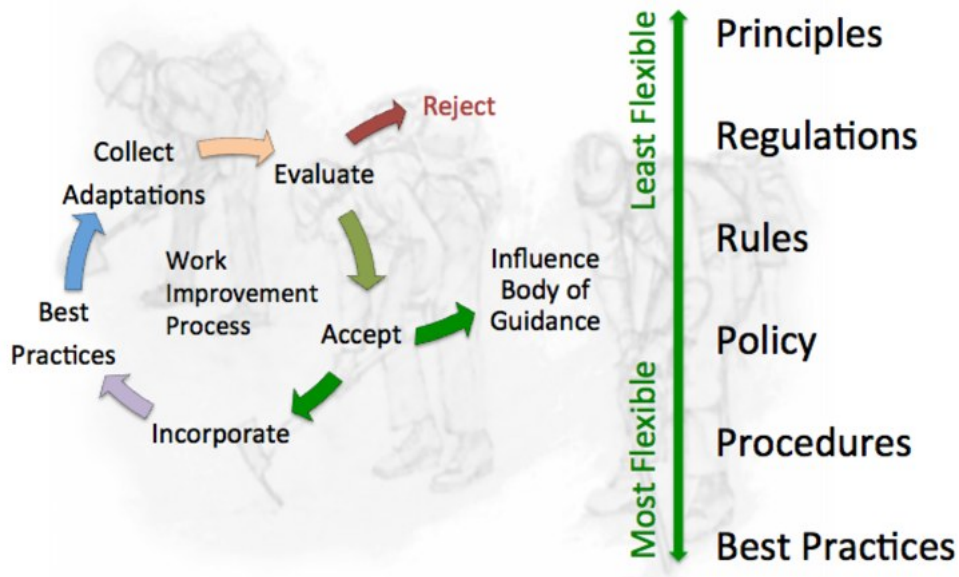 Reject
Collect
Adaptations
Evaluate
Work
Improvement
Process
Best
Practices
Accept
Incorporate
Influence
Body of
Guidance
Least Flexible
Most Flexible
Principles
Regulations
Rules
Policy
Procedures
Best Practices